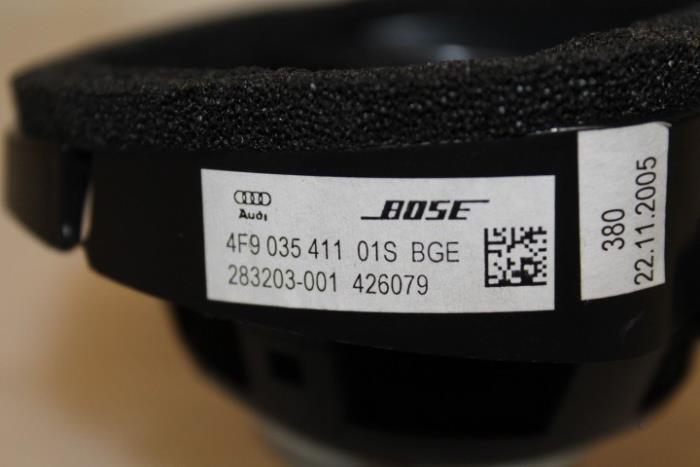 Audi
BOSE
4F9 035 411 01S BGE
283203-001 426079
380
22.11.2005